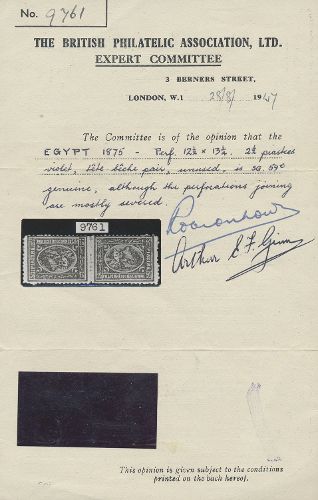 No. 9761
THE BRITISH PHILATELIC ASSOCIATION, LTD.
EXPERT COMMITTEE
3 BERNERS STREET,
LONDON, W.1 28/8/ 1947
The Committee is of the opinion that the
EGYPT 1875 - Perf. 12½ x 13¼. 2½ piastres
violet, tête bêche pair, unused, is SG.
genuine, although the perforations joining
are mostly severed.
9761
Arthur E F
This opinion is given subject to the conditions
printed on the back hereof.